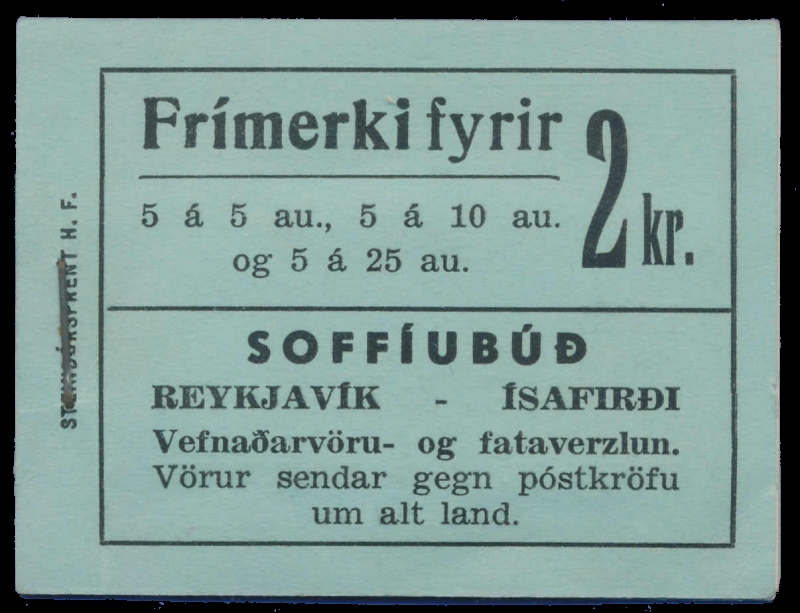 Frímerki fyrir 2 kr.
5 á 5 au., 5 á 10 au.
og 5 á 25 au.
SOFFÍUBÚÐ
REYKJAVÍK - ÍSAFIRÐI
Vefnaðarvöru- og fataverzlun.
Vörur sendar gegn póstkröfu
um alt land.
STEINDÓRSPRENT H. F.